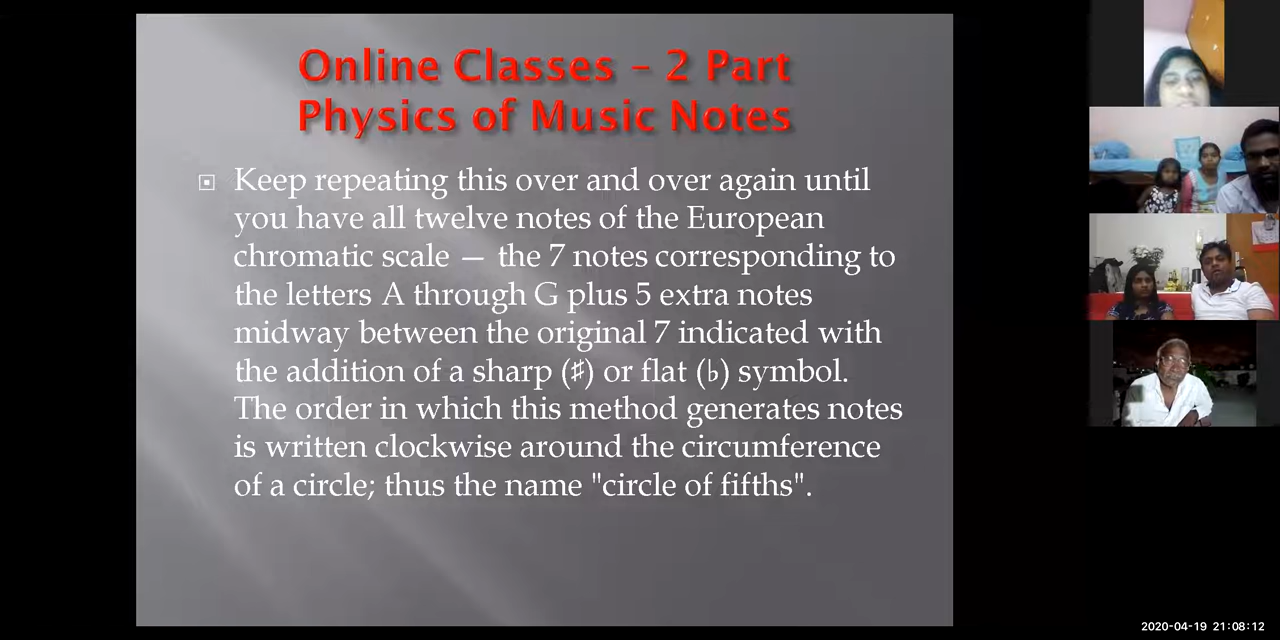 Online Classes – 2 Part
Physics of Music Notes
Keep repeating this over and over again until
you have all twelve notes of the European
chromatic scale — the 7 notes corresponding to
the letters A through G plus 5 extra notes
midway between the original 7 indicated with
the addition of a sharp (♯) or flat (♭) symbol.
The order in which this method generates notes
is written clockwise around the circumference
of a circle; thus the name "circle of fifths".
2020-04-19 21:08:12